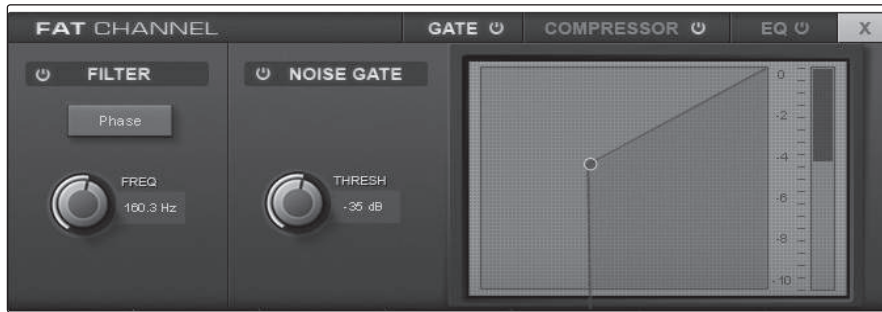 FAT CHANNEL GATE COMPRESSOR EQ X
FILTER NOISE GATE
Phase
FREQ
160.3 Hz
THRESH
-35 dB
0
-2
-4
-6
-8
-10